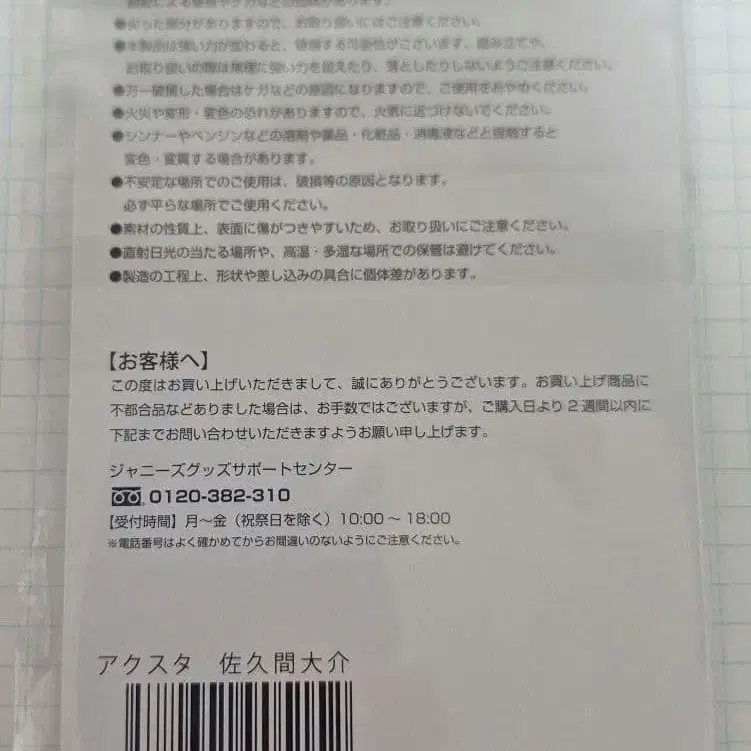 ●尖った部分がありますので、お取り扱いにはご注意ください。
●本製品は強い力が加わると、破損する可能性がございます。組み立てや、
お取り扱いの際は無理に強い力を加えたり、落としたりしないようご注意ください。
●万一破損した場合はケガなどの原因になりますので、ご使用をおやめください。
●火災や変形・変色の恐れがありますので、火気に近づけないでください。
●シンナーやベンジンなどの溶剤や薬品・化粧品・消毒液などと接触すると
変色・変質する場合があります。
●不安定な場所でのご使用は、破損等の原因となります。
必ず平らな場所でご使用ください。
●素材の性質上、表面に傷がつきやすいため、お取り扱いにご注意ください。
●直射日光の当たる場所や、高温・多湿な場所での保管は避けてください。
●製造の工程上、形状や差し込みの具合に個体差があります。
【お客様へ】
この度はお買い上げいただきまして、誠にありがとうございます。お買い上げ商品に
不都合品などありました場合は、お手数ではございますが、ご購入日より2週間以内に
下記までお問い合わせいただきますようお願い申し上げます。
ジャニーズグッズサポートセンター
0120-382-310
【受付時間】月～金（祝祭日を除く）10:00～18:00
※電話番号はよく確かめてからお間違いのないようにご注意ください。
アクスタ 佐久間大介